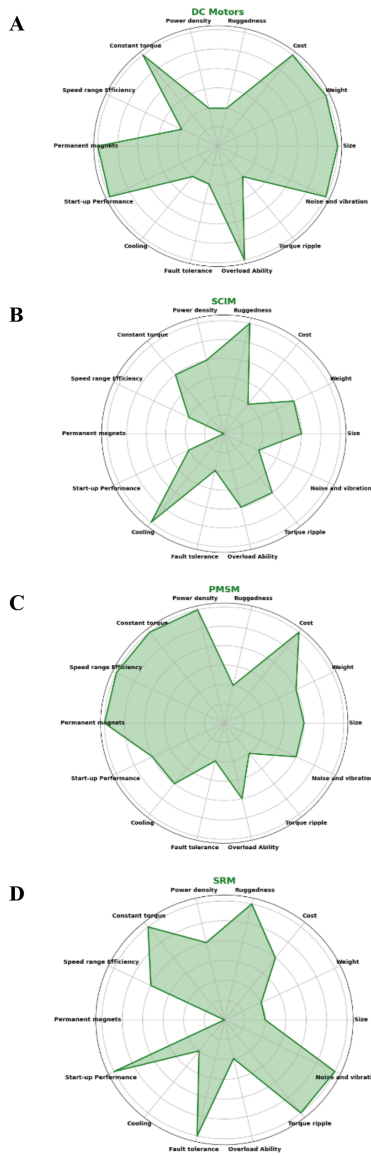 A
DC Motors
Power density Ruggedness
Constant torque Cost
Speed range Efficiency Weight
Permanent magnets Size
Start-up Performance Noise and vibration
Cooling Torque ripple
Fault tolerance Overload Ability
B
SCIM
Power density Ruggedness
Constant torque Cost
Speed range Efficiency Weight
Permanent magnets Size
Start-up Performance Noise and vibration
Cooling Torque ripple
Fault tolerance Overload Ability
C
PMSM
Power density Ruggedness
Constant torque Cost
Speed range Efficiency Weight
Permanent magnets Size
Start-up Performance Noise and vibration
Cooling Torque ripple
Fault tolerance Overload Ability
D
SRM
Power density Ruggedness
Constant torque Cost
Speed range Efficiency Weight
Permanent magnets Size
Start-up Performance Noise and vibration
Cooling Torque ripple
Fault tolerance Overload Ability